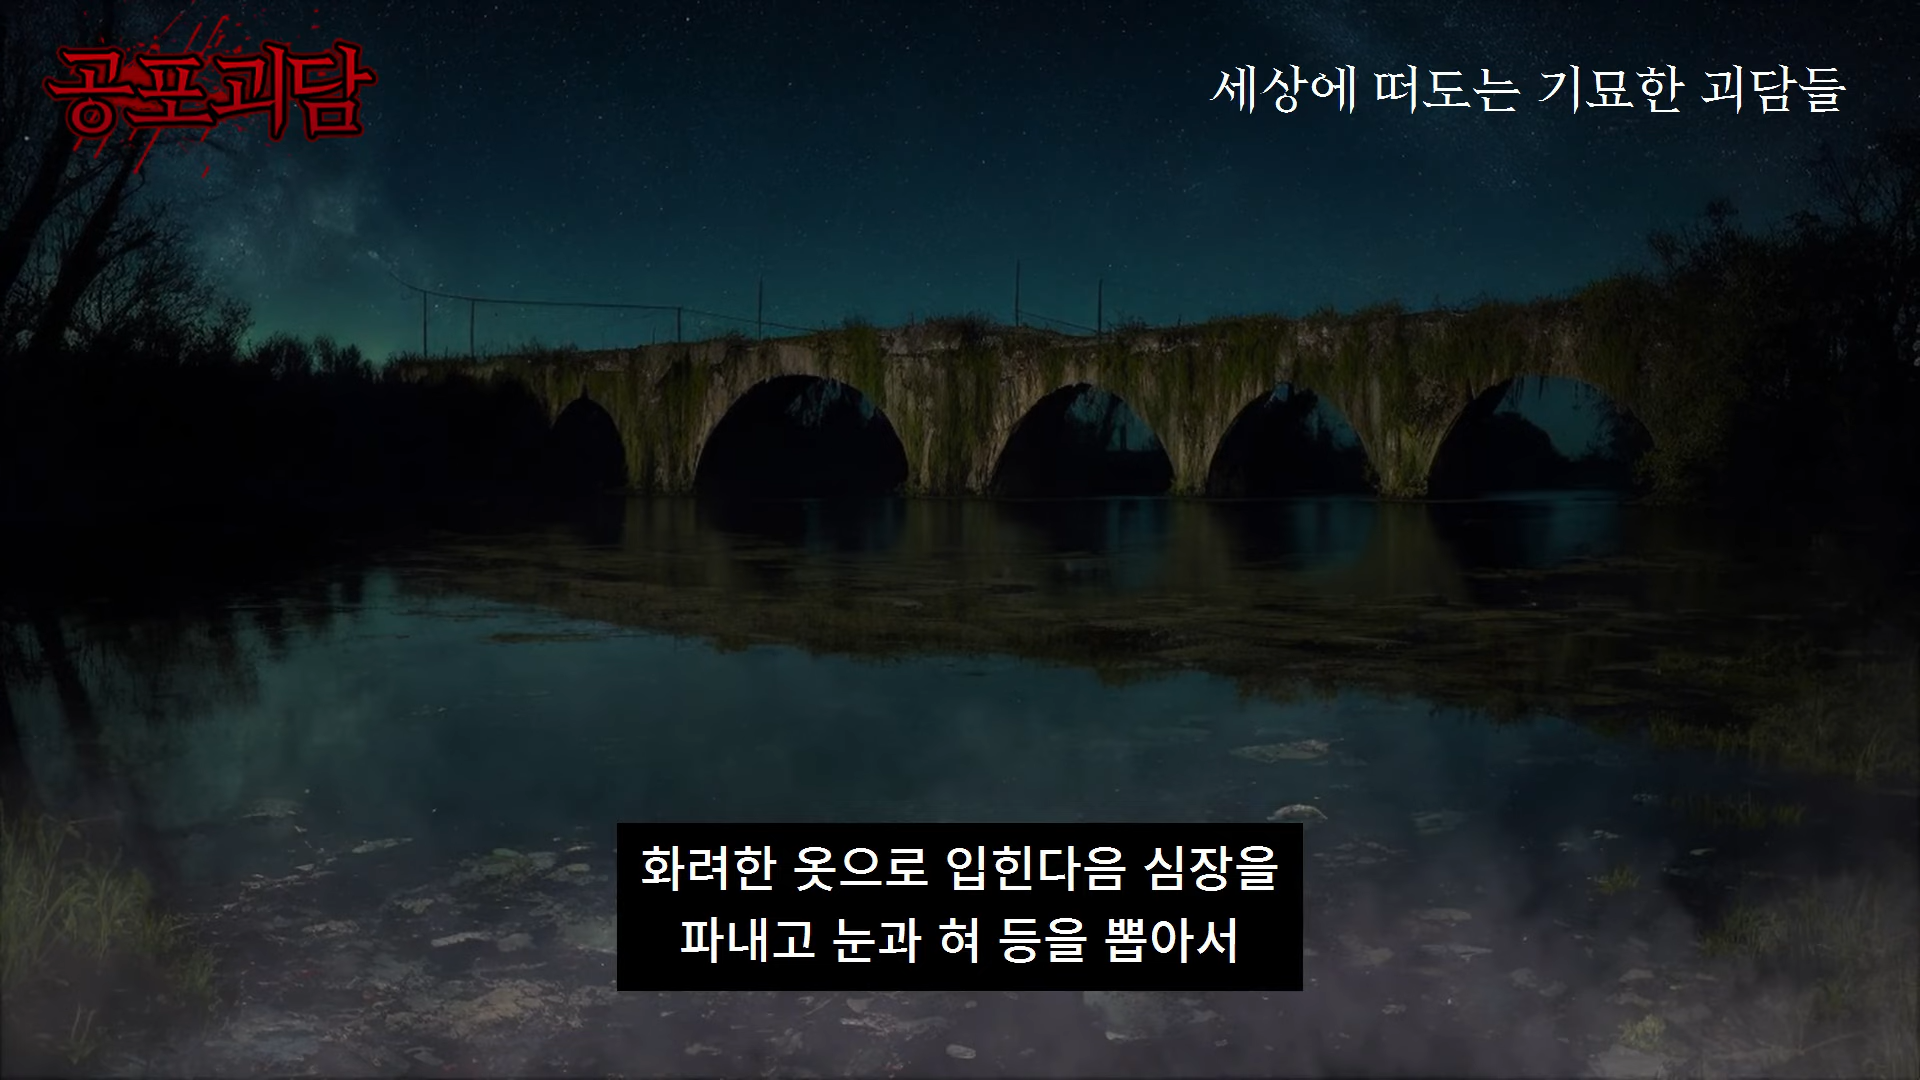 공포괴담
세상에 떠도는 기묘한 괴담들
화려한 옷으로 입힌다음 심장을
파내고 눈과 혀 등을 뽑아서